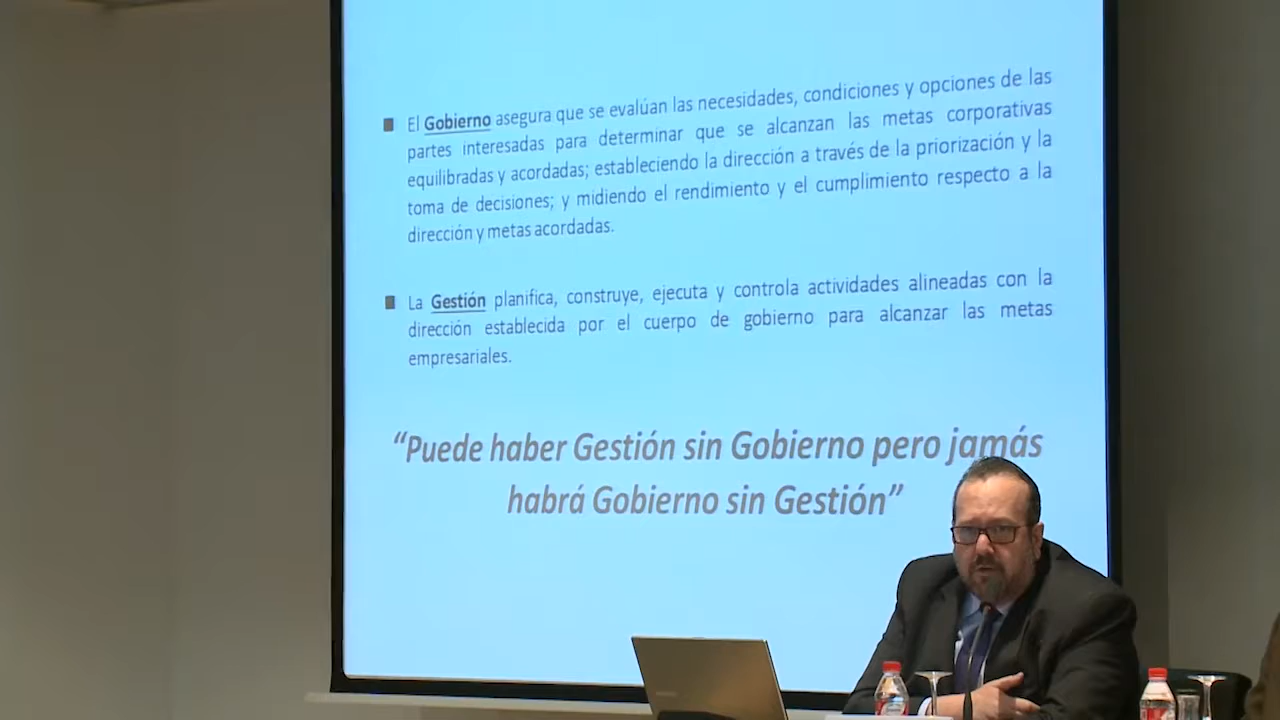 El Gobierno asegura que se evalúan las necesidades, condiciones y opciones de las
partes interesadas para determinar que se alcanzan las metas corporativas
equilibradas y acordadas; estableciendo la dirección a través de la priorización y la
toma de decisiones; y midiendo el rendimiento y el cumplimiento respecto a la
dirección y metas acordadas.
La Gestión planifica, construye, ejecuta y controla actividades alineadas con la
dirección establecida por el cuerpo de gobierno para alcanzar las metas
empresariales.
“Puede haber Gestión sin Gobierno pero jamás
habrá Gobierno sin Gestión”